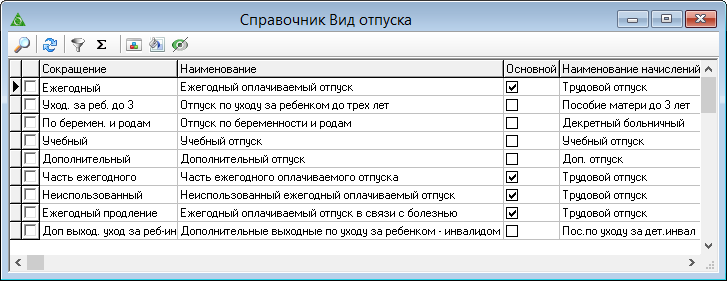 Справочник Вид отпуска
Σ
Сокращение Наименование Основной Наименование начислений
Ежегодный Ежегодный оплачиваемый отпуск Трудовой отпуск
Уход. за реб. до 3 Отпуск по уходу за ребенком до трех лет Пособие матери до 3 лет
По беремен. и родам Отпуск по беременности и родам Декретный больничный
Учебный Учебный отпуск Учебный отпуск
Дополнительный Дополнительный отпуск Доп. отпуск
Часть ежегодного Часть ежегодного оплачиваемого отпуска Трудовой отпуск
Неиспользованный Неиспользованный ежегодный оплачиваемый отпуск Трудовой отпуск
Ежегодный продление Ежегодный оплачиваемый отпуск в связи с болезнью Трудовой отпуск
Доп выход. уход за реб-ин Дополнительные выходные по уходу за ребенком - инвалидом Пос.по уходу за дет.инвал